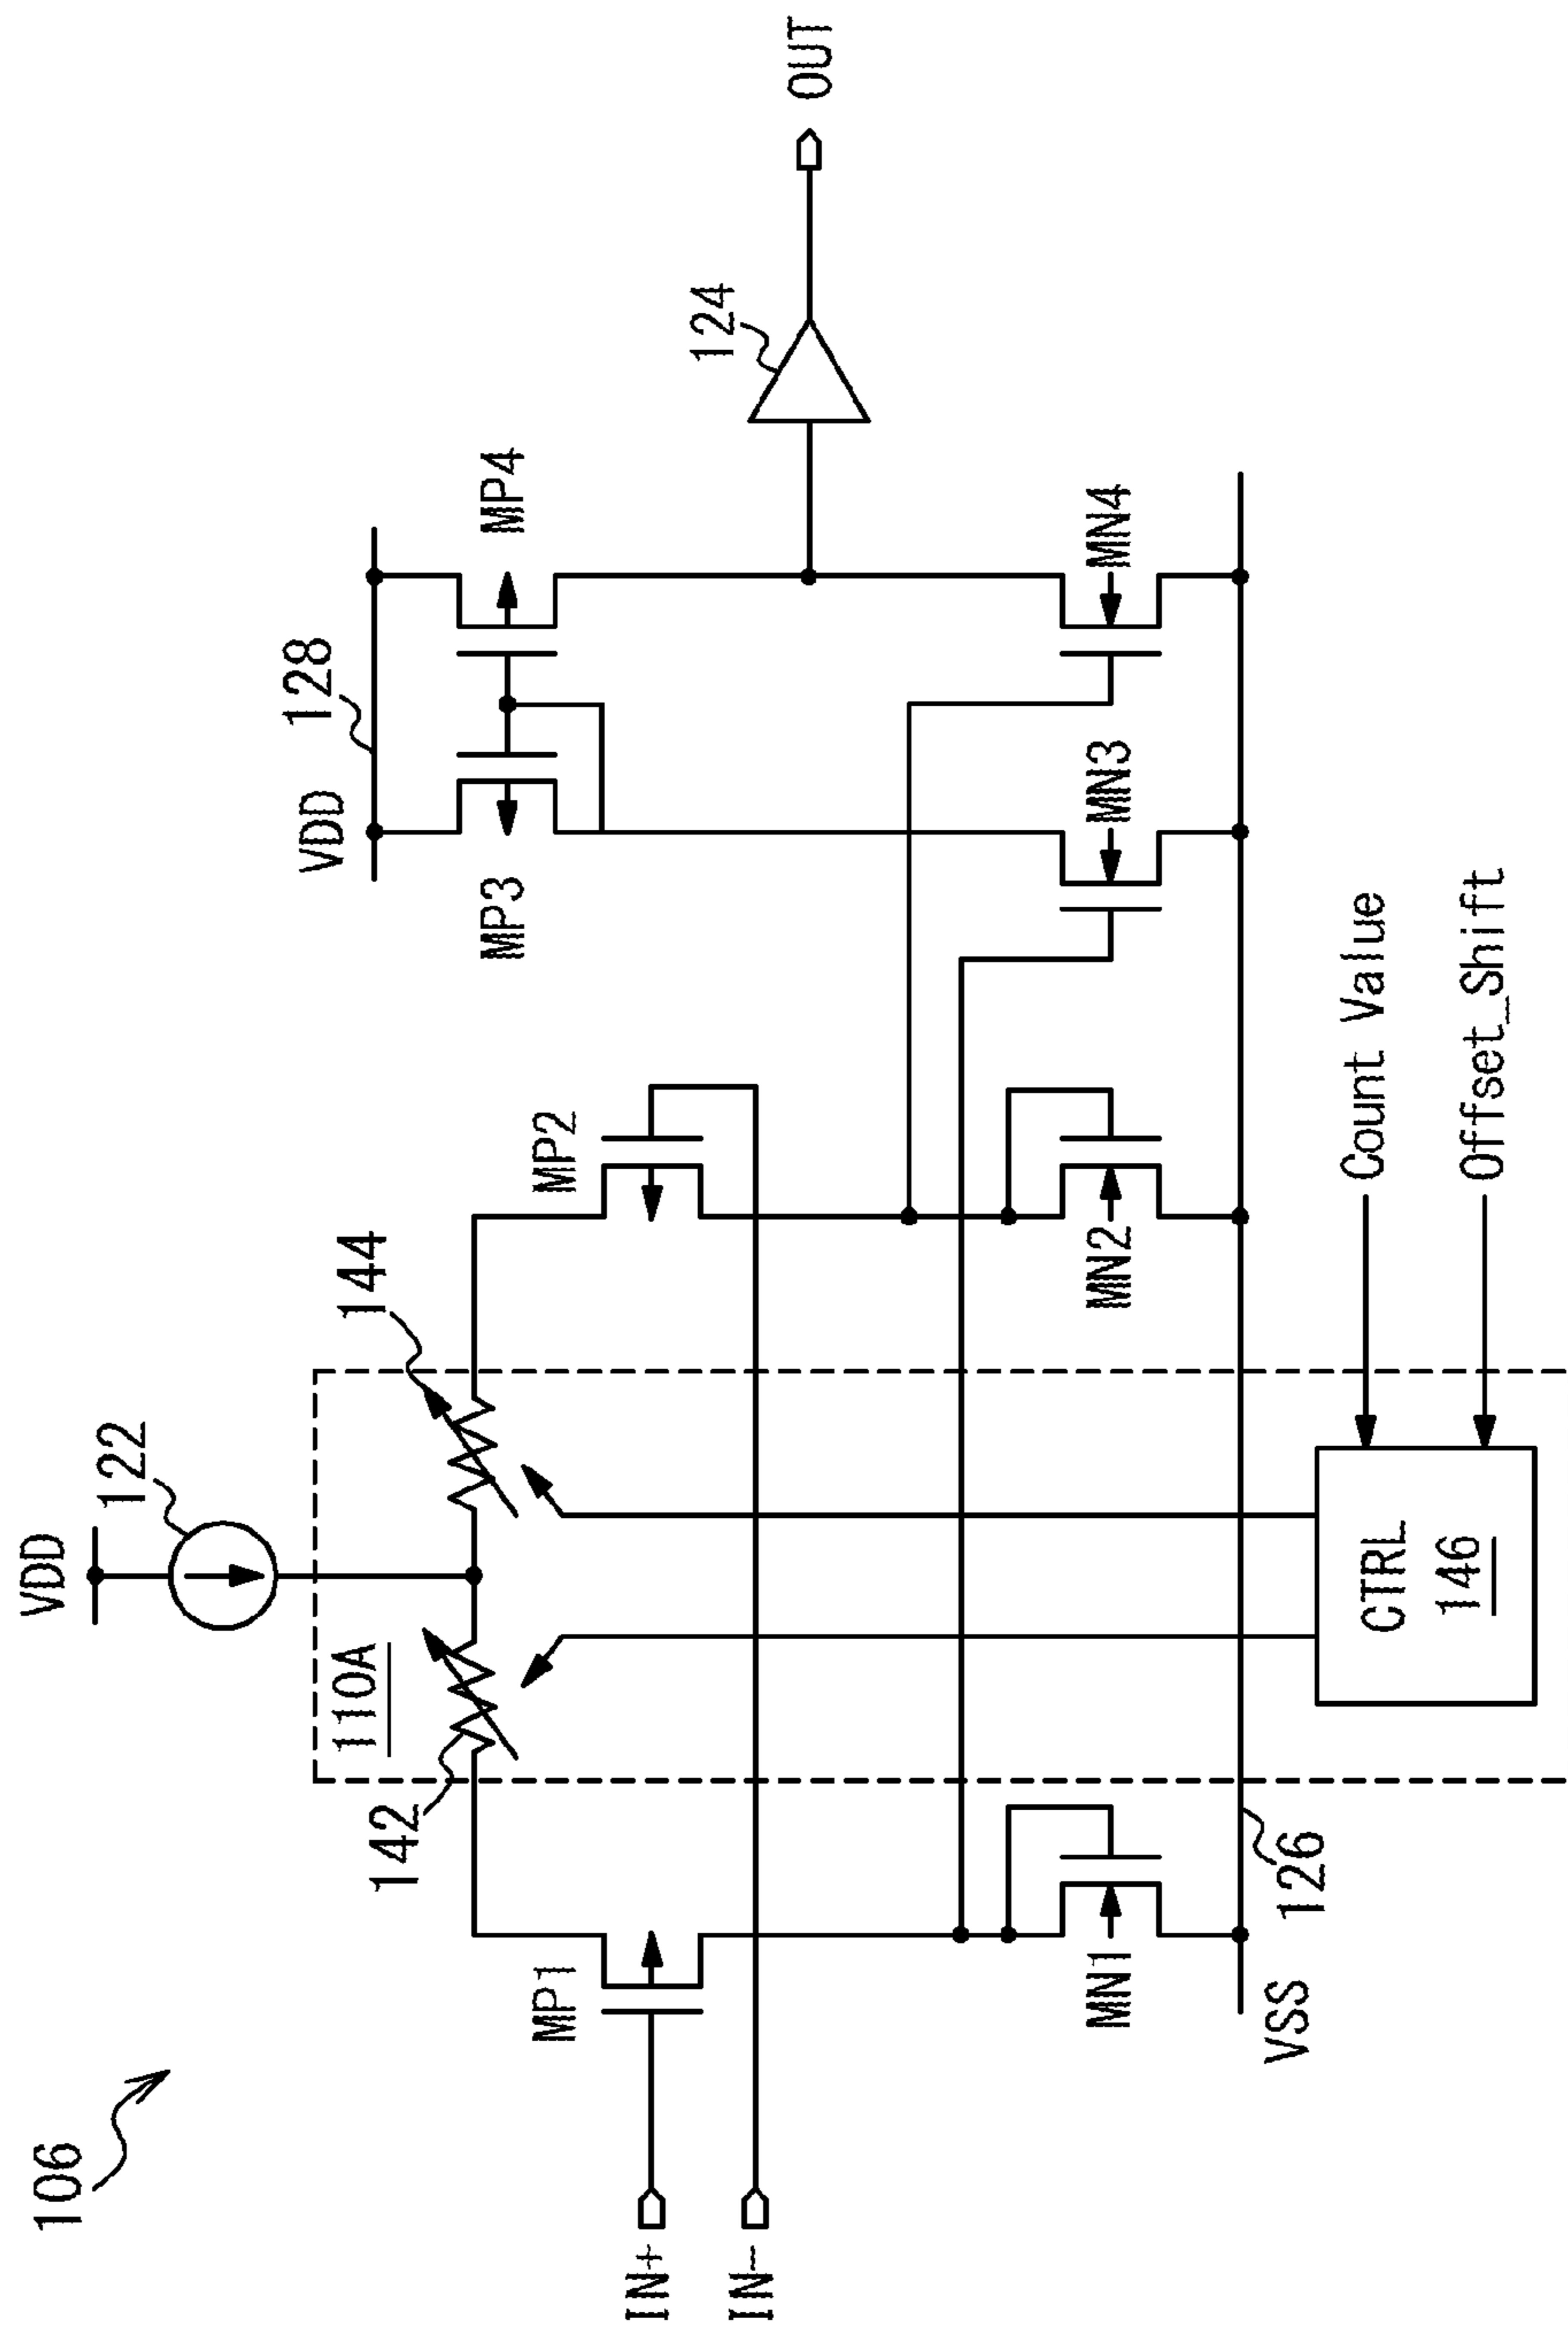 106
VDD
122
110A
142
144
VDD
128
MP3
MP4
124
OUT
IN+
IN-
MP1
MP2
MN1
MN2
MN3
MN4
VSS
126
CTRL
146
Count Value
Offset_Shift